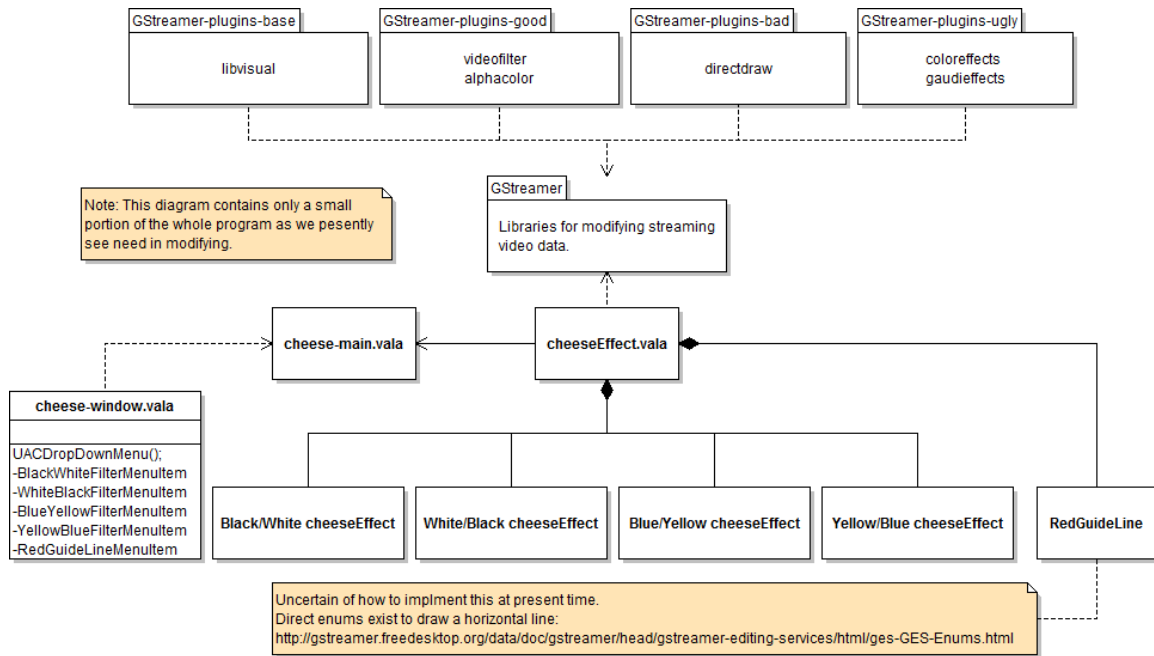 GStreamer-plugins-base
libvisual
GStreamer-plugins-good
videofilter
alphacolor
GStreamer-plugins-bad
directdraw
GStreamer-plugins-ugly
coloreffects
gaudieffects
Note: This diagram contains only a small
portion of the whole program as we pesently
see need in modifying.
GStreamer
Libraries for modifying streaming
video data.
cheese-main.vala
cheeseEffect.vala
cheese-window.vala
UACDropDownMenu();
-BlackWhiteFilterMenuItem
-WhiteBlackFilterMenuItem
-BlueYellowFilterMenuItem
-YellowBlueFilterMenuItem
-RedGuideLineMenuItem
Black/White cheeseEffect
White/Black cheeseEffect
Blue/Yellow cheeseEffect
Yellow/Blue cheeseEffect
RedGuideLine
Uncertain of how to implment this at present time.
Direct enums exist to draw a horizontal line:
http://gstreamer.freedesktop.org/data/doc/gstreamer/head/gstreamer-editing-services/html/ges-GES-Enums.html